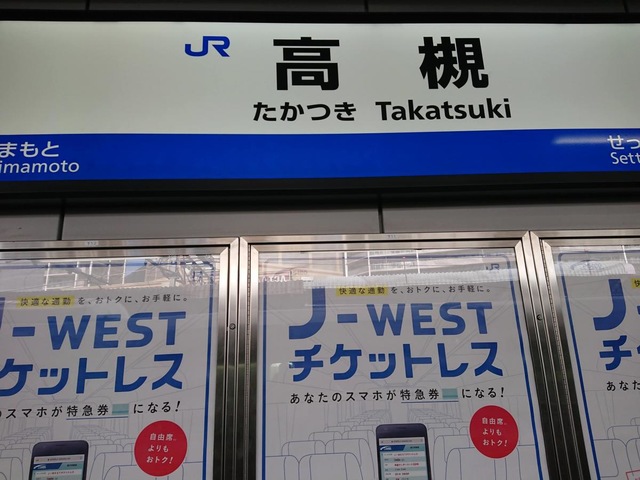 JR 高槻
たかつき Takatsuki
まもと
imamoto
せっ
Sett
快適な通勤を、おトクに、お手軽に。
J-WEST
ケットレス
のスマホが特急券になる!
自由席、
よりも
おトク!
快適な通勤を、おトクに、お手軽に。
J-WEST
チケットレス
あなたのスマホが特急券になる!
自由席、
よりも
おトク!
J-
チケ
あなたの